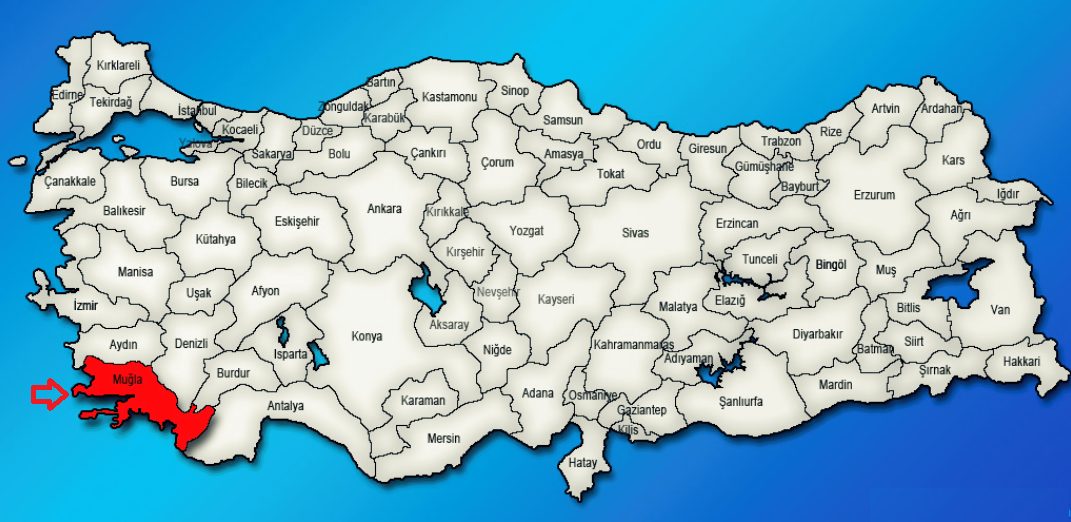 Kırklareli
Edirne
Tekirdağ
İstanbul
Yalova
Kocaeli
Sakarya
Düzce
Zonguldak
Bartın
Karabük
Bolu
Kastamonu
Çankırı
Sinop
Samsun
Çorum
Amasya
Tokat
Ordu
Giresun
Gümüşhane
Trabzon
Bayburt
Rize
Artvin
Ardahan
Kars
Iğdır
Erzurum
Ağrı
Çanakkale
Balıkesir
Bursa
Bilecik
Kütahya
Eskişehir
Ankara
Kırıkkale
Kırşehir
Yozgat
Sivas
Erzincan
Tunceli
Bingöl
Muş
Bitlis
Van
Manisa
İzmir
Uşak
Afyon
Konya
Aksaray
Nevşehir
Kayseri
Malatya
Elazığ
Diyarbakır
Batman
Siirt
Şırnak
Hakkari
Aydın
Denizli
Isparta
Burdur
Muğla
Antalya
Karaman
Niğde
Mersin
Adana
Kahramanmaraş
Osmaniye
Gaziantep
Kilis
Hatay
Adıyaman
Şanlıurfa
Mardin